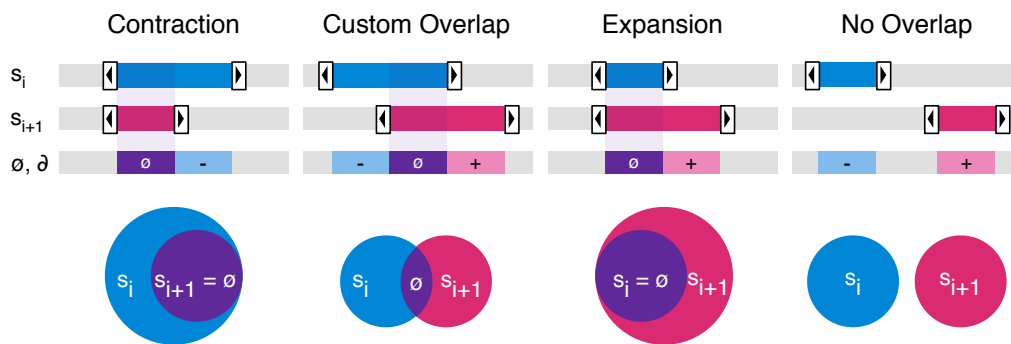 Contraction Custom Overlap Expansion No Overlap
sᵢ
sᵢ₊₁
ø, ∂ ø - - ø + ø + - +
sᵢ sᵢ₊₁ = ø sᵢ ø sᵢ₊₁ sᵢ = ø sᵢ₊₁ sᵢ sᵢ₊₁